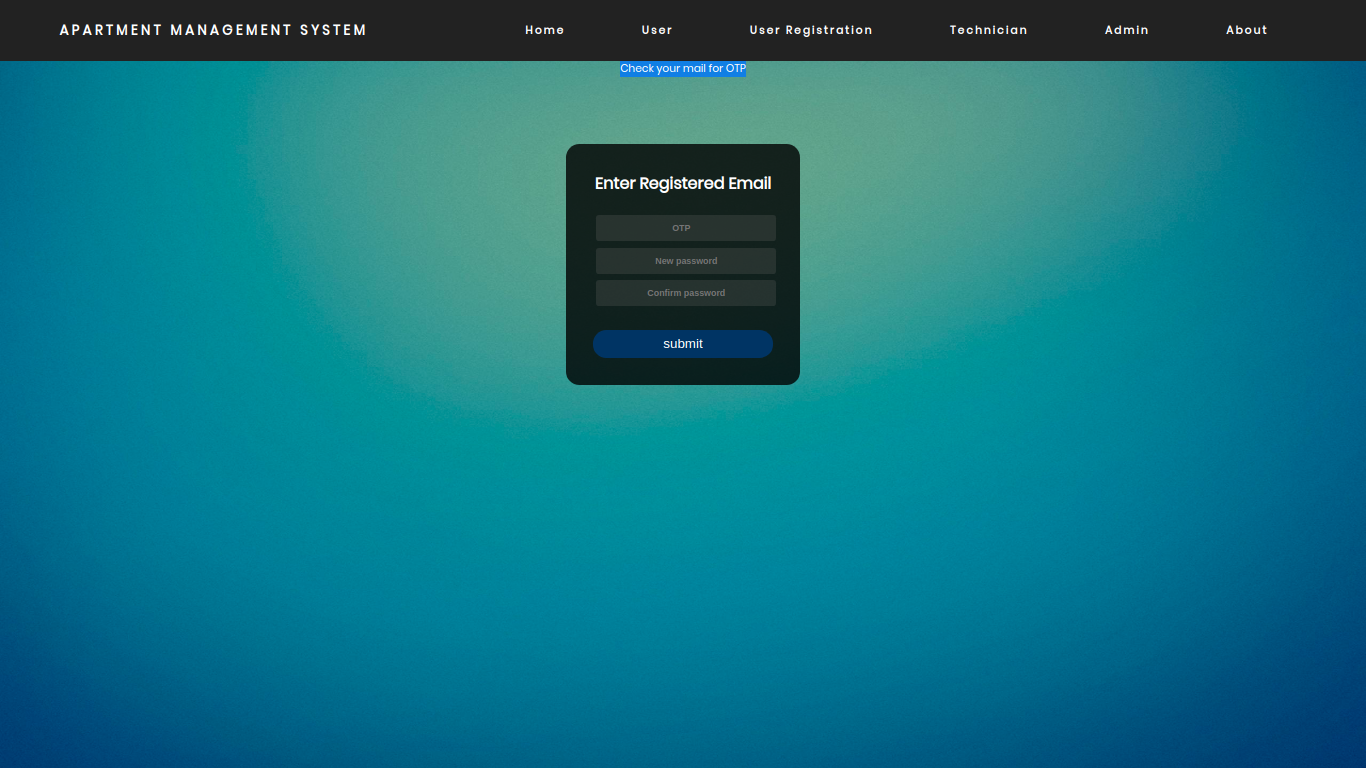 APARTMENT MANAGEMENT SYSTEM Home User User Registration Technician Admin About
Check your mail for OTP
Enter Registered Email
OTP
New password
Confirm password
submit